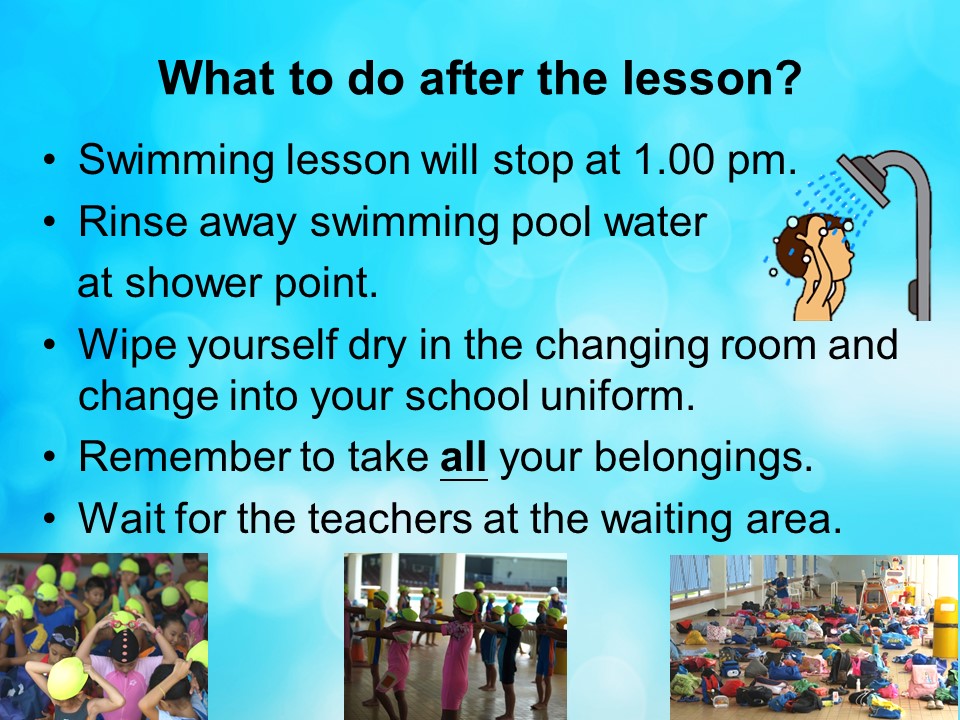 What to do after the lesson?
• Swimming lesson will stop at 1.00 pm.
• Rinse away swimming pool water
at shower point.
• Wipe yourself dry in the changing room and
change into your school uniform.
• Remember to take all your belongings.
• Wait for the teachers at the waiting area.